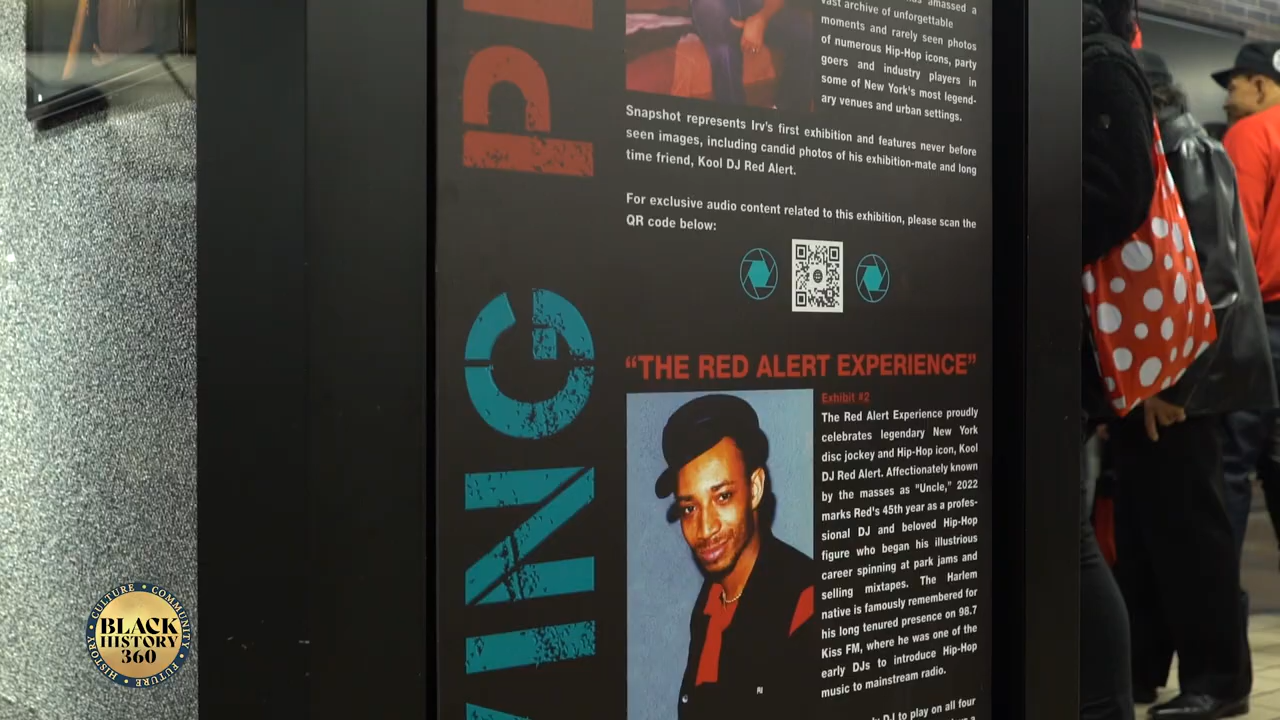 amassed a
vast archive of unforgettable
moments and rarely seen photos
of numerous Hip-Hop icons, party
goers and industry players in
some of New York's most legend-
ary venues and urban settings.
Snapshot represents Irv's first exhibition and features never before
seen images, including candid photos of his exhibition-mate and long
time friend, Kool DJ Red Alert.
For exclusive audio content related to this exhibition, please scan the
QR code below:
"THE RED ALERT EXPERIENCE"
Exhibit #2
The Red Alert Experience proudly
celebrates legendary New York
disc jockey and Hip-Hop icon, Kool
DJ Red Alert. Affectionately known
by the masses as "Uncle," 2022
marks Red's 45th year as a profes-
sional DJ and beloved Hip-Hop
figure who began his illustrious
career spinning at park jams and
selling mixtapes. The Harlem
native is famously remembered for
his long tenured presence on 98.7
Kiss FM, where he was one of the
early DJs to introduce Hip-Hop
music to mainstream radio.
DJ to play on all four
ING
P
CULTURE • COMMUNITY
BLACK
HISTORY
360
HISTORY • FUTURE